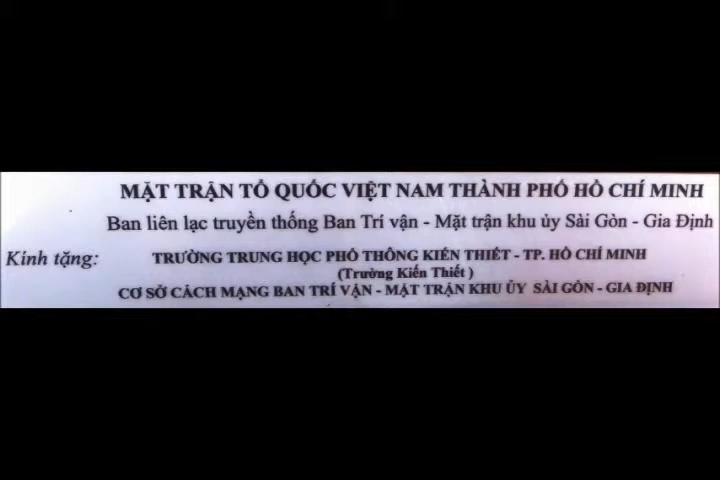 MẶT TRẬN TỔ QUỐC VIỆT NAM THÀNH PHỐ HỒ CHÍ MINH
Ban liên lạc truyền thống Ban Trí vận - Mặt trận khu ủy Sài Gòn - Gia Định
Kính tặng: TRƯỜNG TRUNG HỌC PHỔ THÔNG KIẾN THIẾT - TP. HỒ CHÍ MINH
(Trường Kiến Thiết )
CƠ SỞ CÁCH MẠNG BAN TRÍ VẬN - MẶT TRẬN KHU ỦY SÀI GÒN - GIA ĐỊNH